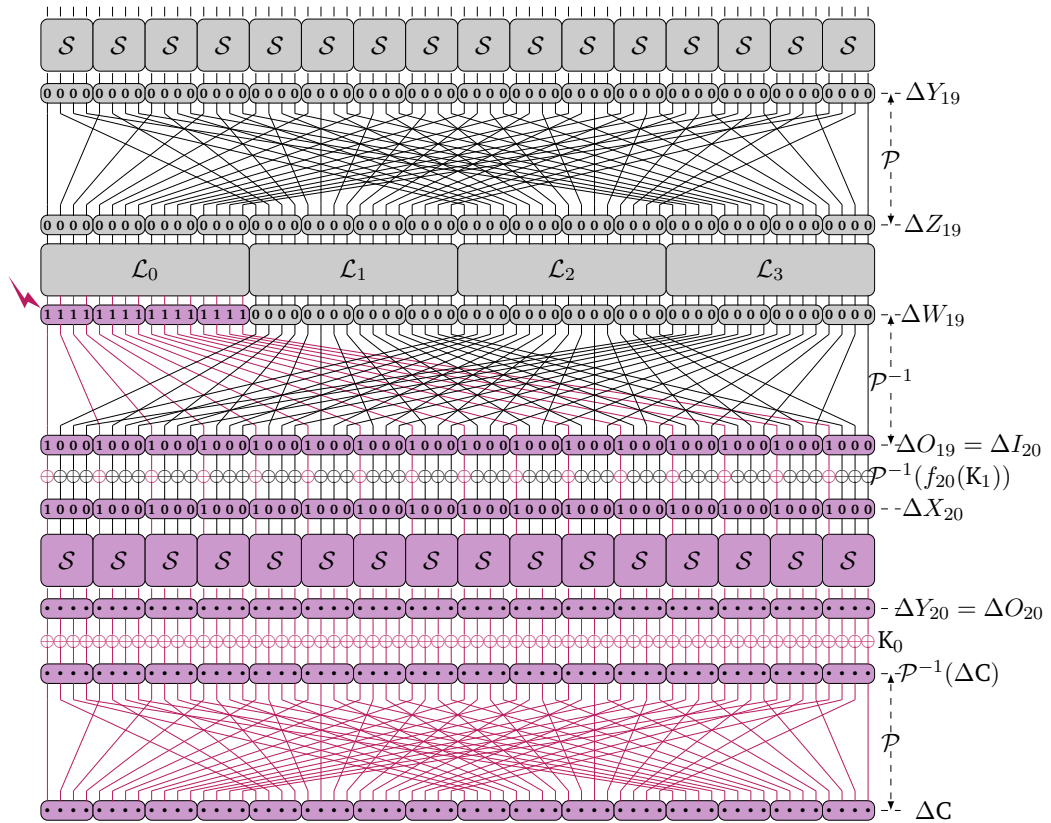 S S S S S S S S S S S S S S S S
0000 0000 0000 0000 0000 0000 0000 0000 0000 0000 0000 0000 0000 0000 0000 0000 ΔY₁₉
𝒫
0000 0000 0000 0000 0000 0000 0000 0000 0000 0000 0000 0000 0000 0000 0000 0000 ΔZ₁₉
ℒ₀ ℒ₁ ℒ₂ ℒ₃
1111 1111 1111 1111 0000 0000 0000 0000 0000 0000 0000 0000 0000 0000 0000 0000 ΔW₁₉
𝒫⁻¹
1000 1000 1000 1000 1000 1000 1000 1000 1000 1000 1000 1000 1000 1000 1000 1000 ΔO₁₉ = ΔI₂₀
𝒫⁻¹(f₂₀(K₁))
1000 1000 1000 1000 1000 1000 1000 1000 1000 1000 1000 1000 1000 1000 1000 1000 ΔX₂₀
S S S S S S S S S S S S S S S S
•••• •••• •••• •••• •••• •••• •••• •••• •••• •••• •••• •••• •••• •••• •••• •••• ΔY₂₀ = ΔO₂₀
K₀
•••• •••• •••• •••• •••• •••• •••• •••• •••• •••• •••• •••• •••• •••• •••• •••• 𝒫⁻¹(ΔC)
𝒫
•••• •••• •••• •••• •••• •••• •••• •••• •••• •••• •••• •••• •••• •••• •••• •••• ΔC